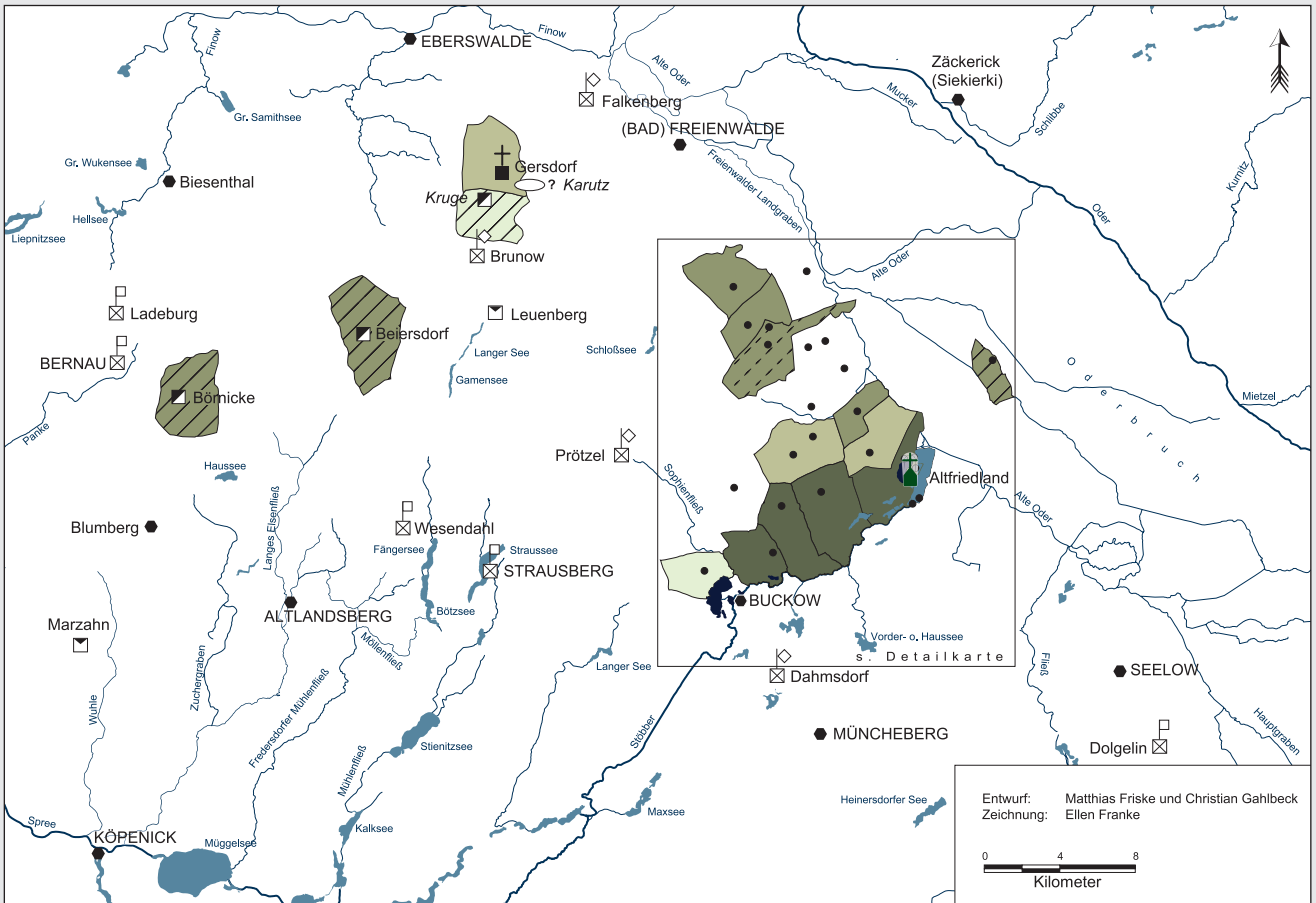 Finow
EBERSWALDE
Finow
Alte Oder
Zäckerick
(Siekierki)
Mucker
Schlibbe
Falkenberg
Gr. Samithsee
(BAD) FREIENWALDE
Gr. Wukensee
Biesenthal
Gersdorf
? Karutz
Kruge
Freienwalder Landgraben
Kurnitz
Hellsee
Liepnitzsee
Oder
Brunow
Alte Oder
Ladeburg
Leuenberg
Beiersdorf
BERNAU
Langer See
Schloßsee
Gamensee
Oderbruch
Bömicke
Mietzel
Panke
Prötzel
Haussee
Sophienfließ
Altfriedland
Alte Oder
Langes Elsenfließ
Blumberg
Wesendahl
Fängersee
Straussee
STRAUSBERG
BUCKOW
Bötzsee
ALTLANDSBERG
Marzahn
Möllenfließ
Vorder- o. Haussee
s. Detailkarte
Langer See
Fließ
SEELOW
Dahmsdorf
Zuchergraben
Wuhle
Fredersdorfer Mühlenfließ
Stöbber
Hauptgraben
MÜNCHEBERG
Dolgelin
Stienitzsee
Mühlenfließ
Heinersdorfer See
Maxsee
Kalksee
Spree
KÖPENICK
Müggelsee
Entwurf: Matthias Friske und Christian Gahlbeck
Zeichnung: Ellen Franke
0 4 8
Kilometer